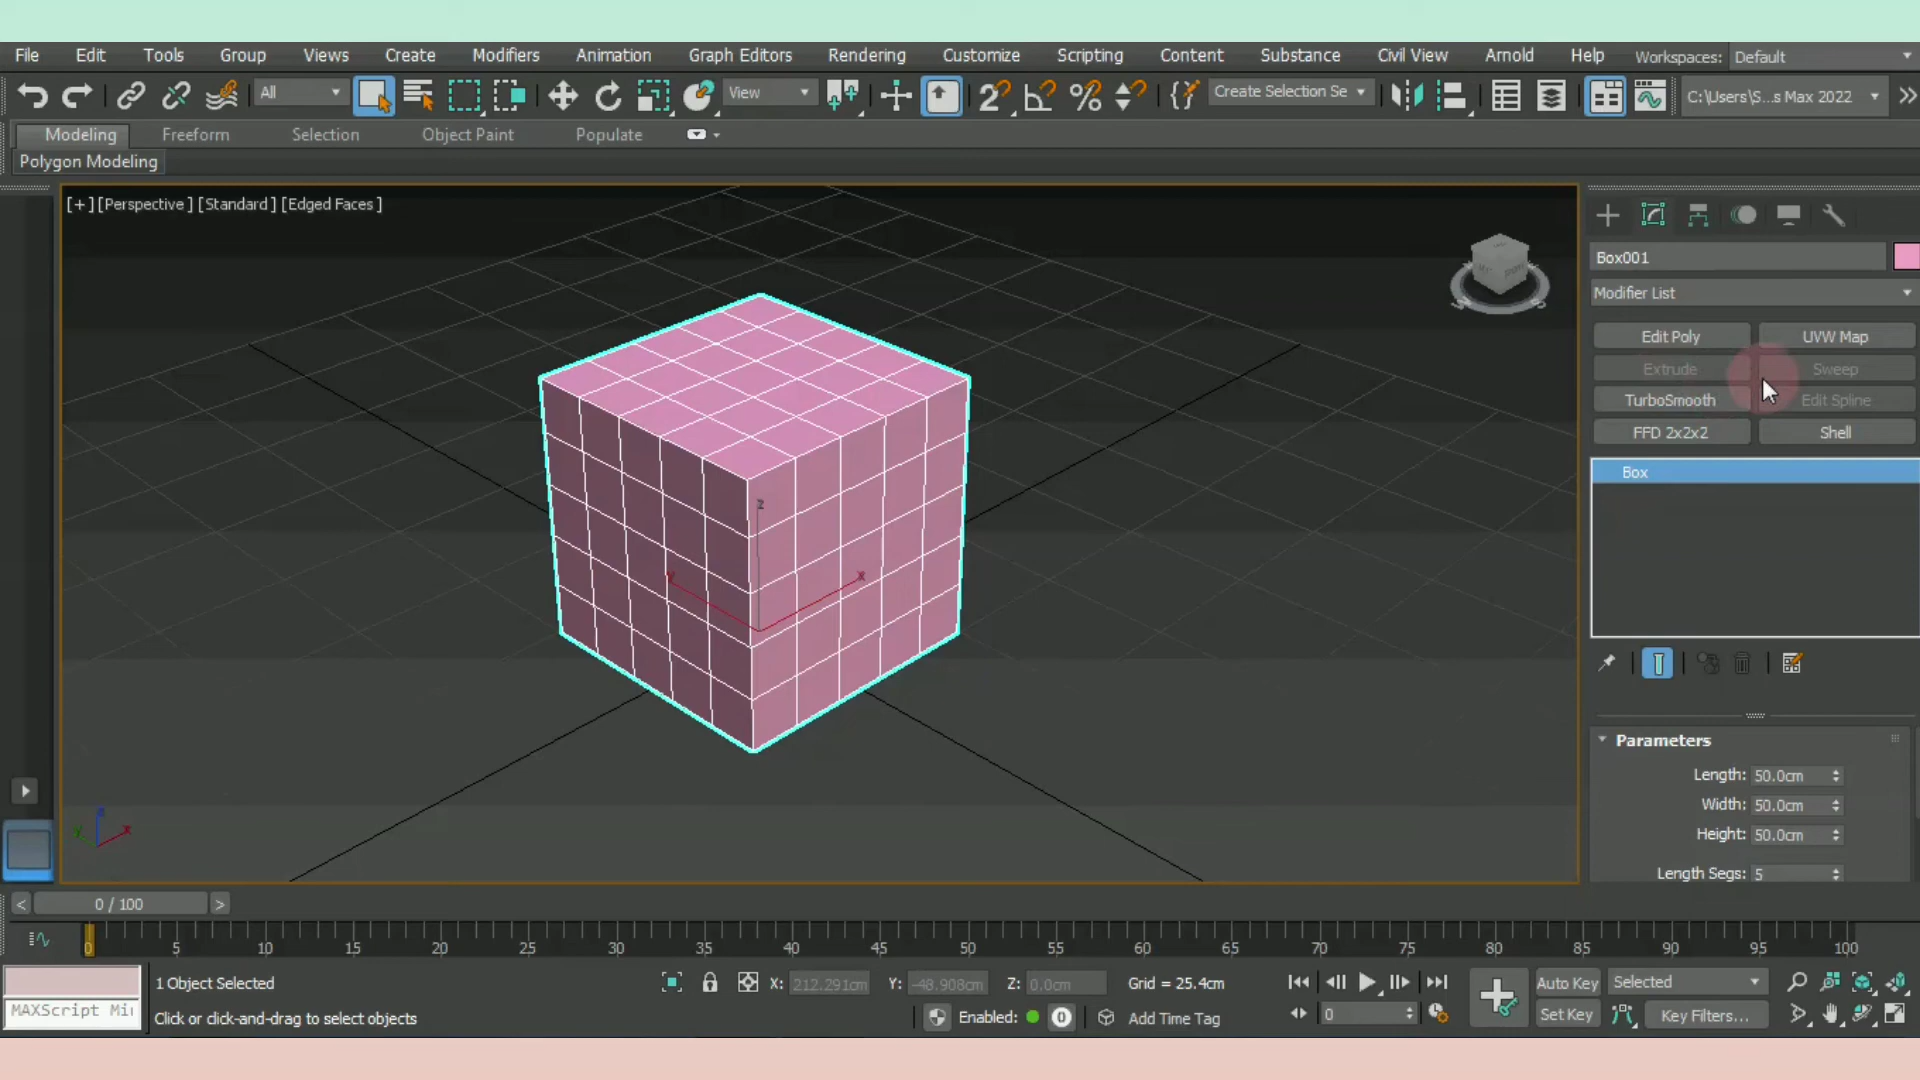 File Edit Tools Group Views Create Modifiers Animation Graph Editors Rendering Customize Scripting Content Substance Civil View Arnold Help Workspaces: Default
All View Create Selection Se C:\Users\S...s Max 2022
Modeling Freeform Selection Object Paint Populate
Polygon Modeling
[+] [Perspective] [Standard] [Edged Faces]
Box001
Modifier List
Edit Poly UVW Map
Extrude Sweep
TurboSmooth Edit Spline
FFD 2x2x2 Shell
Box
z
x
Parameters
Length: 50.0cm
Width: 50.0cm
Height: 50.0cm
Length Segs: 5
0 / 100
0 5 10 15 20 25 30 35 40 45 50 55 60 65 70 75 80 85 90 95 100
1 Object Selected X: 212.291cm Y: -48.908cm Z: 0.0cm Grid = 25.4cm Auto Key Selected
MAXScript Mi
Click or click-and-drag to select objects Enabled: 0 Add Time Tag 0 Set Key Key Filters...